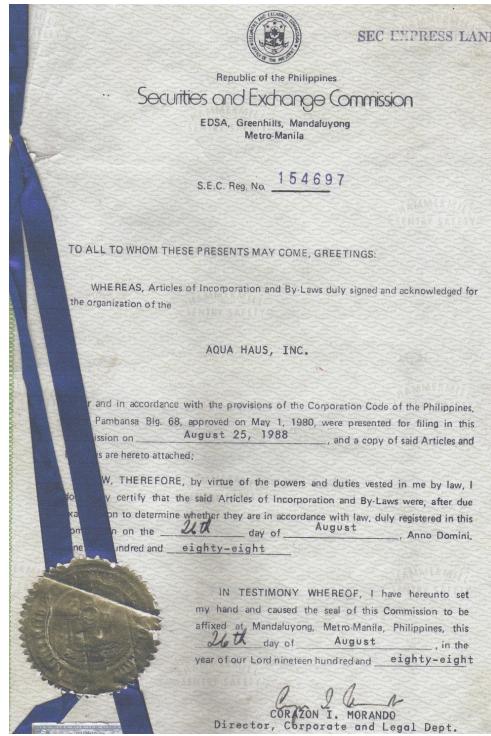 SEC EXPRESS LAN
Republic of the Philippines
Securities and Exchange Commission
EDSA, Greenhills, Mandaluyong
Metro-Manila
S.E.C. Reg. No. 154697
TO ALL TO WHOM THESE PRESENTS MAY COME, GREETINGS:
WHEREAS, Articles of Incorporation and By-Laws duly signed and acknowledged for
the organization of the
AQUA HAUS, INC.
r and in accordance with the provisions of the Corporation Code of the Philippines,
Pambansa Blg. 68, approved on May 1, 1980, were presented for filing in this
ission on August 25, 1988, and a copy of said Articles and
s are hereto attached;
W, THEREFORE, by virtue of the powers and duties vested in me by law, I
do y certify that the said Articles of Incorporation and By-Laws were, after due
exa on to determine whether they are in accordance with law, duly registered in this
om on on the 26th day of August, Anno Domini,
ne undred and eighty-eight
IN TESTIMONY WHEREOF, I have hereunto set
my hand and caused the seal of this Commission to be
affixed at Mandaluyong, Metro-Manila, Philippines, this
26th day of August, in the
year of our Lord nineteen hundred and eighty-eight
CORAZON I. MORANDO
Director, Corporate and Legal Dept.